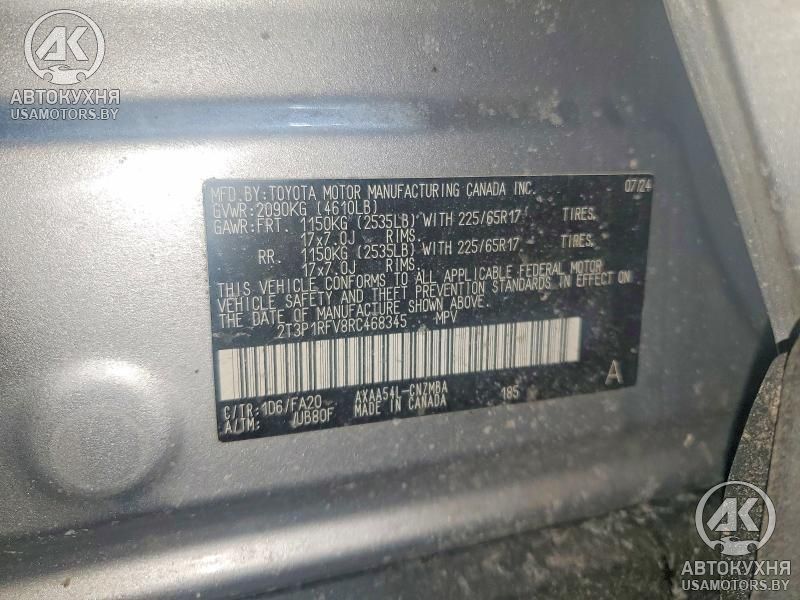 AK
АВТОКУХНЯ
USAMOTORS.BY
MFD.BY:TOYOTA MOTOR MANUFACTURING CANADA INC. 07/24
GVWR:2090KG (4610LB)
GAWR:FRT. 1150KG (2535LB) WITH 225/65R17 TIRES.
17x7.0J RIMS.
RR. 1150KG (2535LB) WITH 225/65R17 TIRES.
17x7.0J RIMS.
THIS VEHICLE CONFORMS TO ALL APPLICABLE FEDERAL MOTOR
VEHICLE SAFETY AND THEFT PREVENTION STANDARDS IN EFFECT ON
THE DATE OF MANUFACTURE SHOWN ABOVE.
2T3P1RFV8RC468345 MPV
C/TR:1D6/FA20 AXAA54L-CNZMBA 185 A
A/TM: /UB80F MADE IN CANADA
AK
АВТОКУХНЯ
USAMOTORS.BY